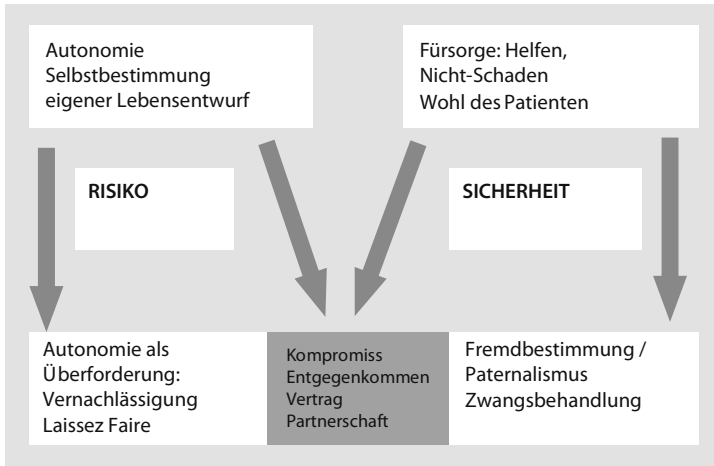 Autonomie
Selbstbestimmung
eigener Lebensentwurf
Fürsorge: Helfen,
Nicht-Schaden
Wohl des Patienten
RISIKO
SICHERHEIT
Autonomie als
Überforderung:
Vernachlässigung
Laissez Faire
Kompromiss
Entgegenkommen
Vertrag
Partnerschaft
Fremdbestimmung /
Paternalismus
Zwangsbehandlung